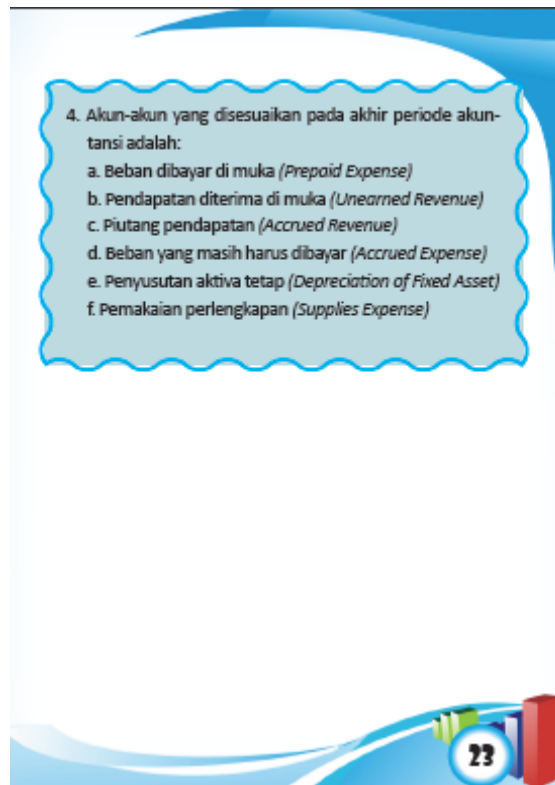 4. Akun-akun yang disesuaikan pada akhir periode akun-
tansi adalah:
a. Beban dibayar di muka (Prepaid Expense)
b. Pendapatan diterima di muka (Unearned Revenue)
c. Piutang pendapatan (Accrued Revenue)
d. Beban yang masih harus dibayar (Accrued Expense)
e. Penyusutan aktiva tetap (Depreciation of Fixed Asset)
f. Pemakaian perlengkapan (Supplies Expense)
23